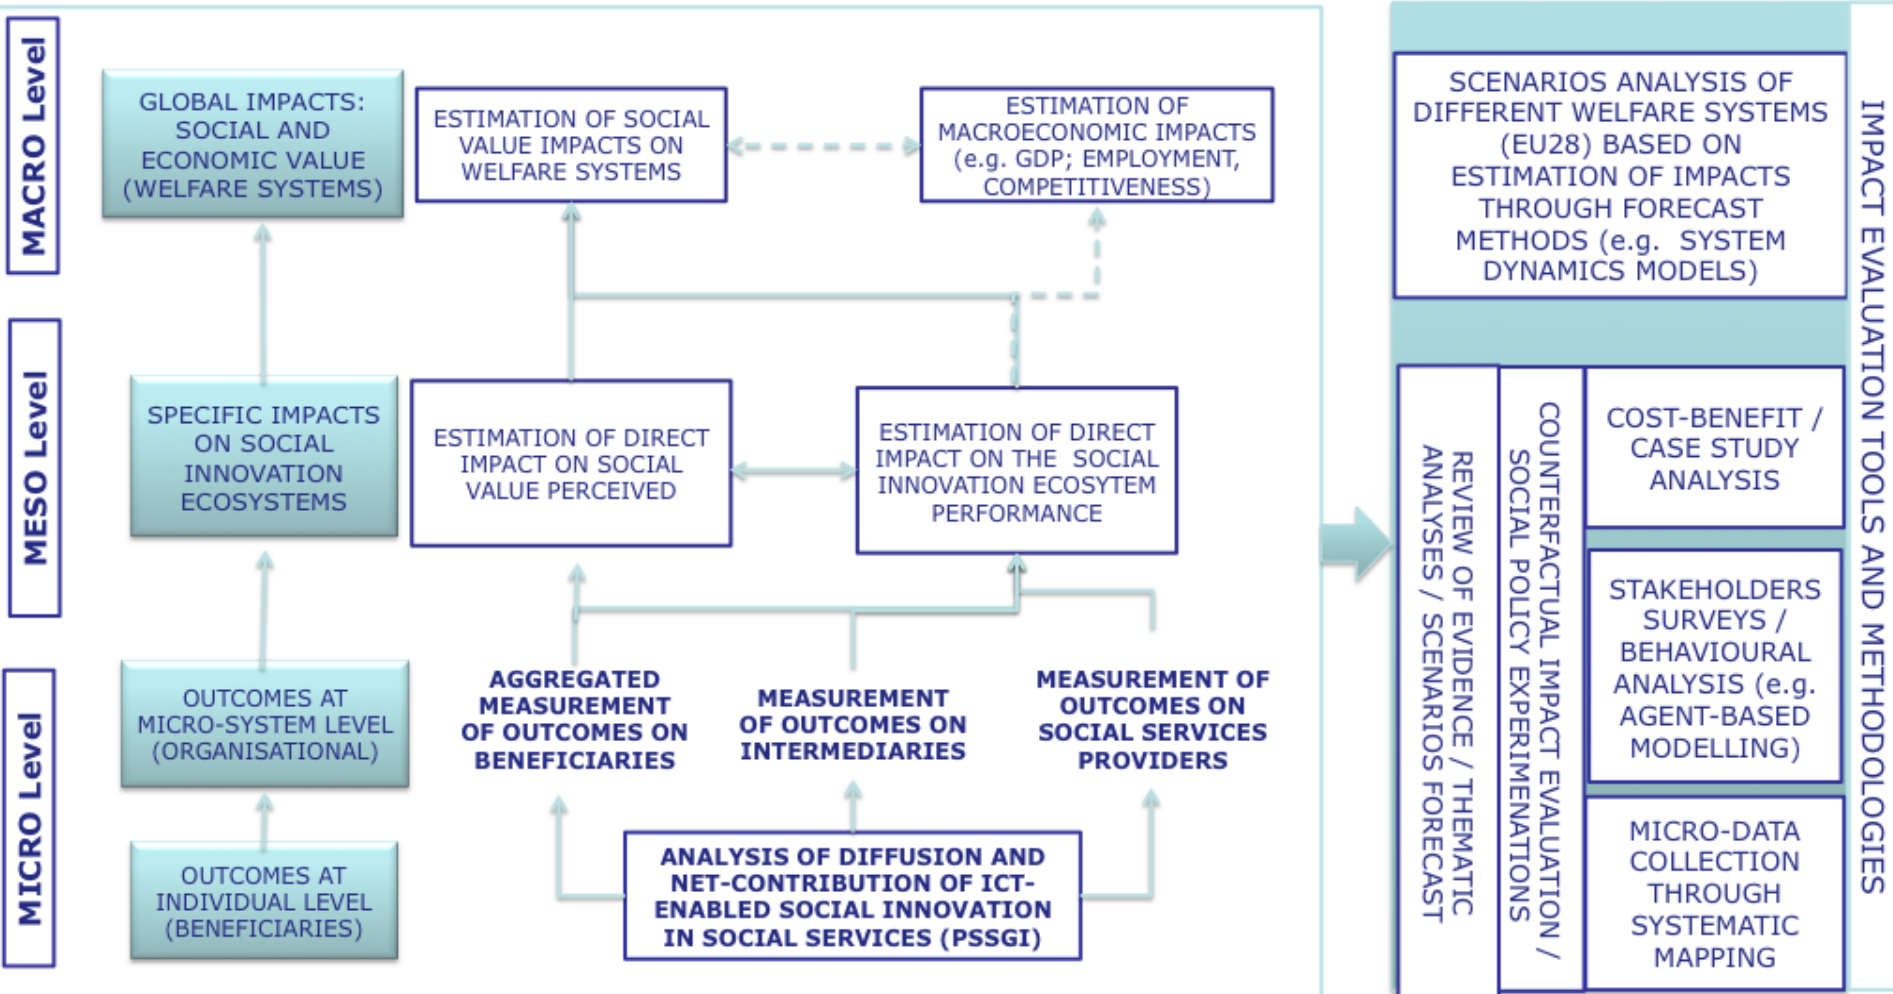 MACRO Level
GLOBAL IMPACTS:
SOCIAL AND
ECONOMIC VALUE
(WELFARE SYSTEMS)
ESTIMATION OF SOCIAL
VALUE IMPACTS ON
WELFARE SYSTEMS
ESTIMATION OF
MACROECONOMIC IMPACTS
(e.g. GDP; EMPLOYMENT,
COMPETITIVENESS)
MESO Level
SPECIFIC IMPACTS
ON SOCIAL
INNOVATION
ECOSYSTEMS
ESTIMATION OF DIRECT
IMPACT ON SOCIAL
VALUE PERCEIVED
ESTIMATION OF DIRECT
IMPACT ON THE SOCIAL
INNOVATION ECOSYTEM
PERFORMANCE
MICRO Level
OUTCOMES AT
MICRO-SYSTEM LEVEL
(ORGANISATIONAL)
AGGREGATED
MEASUREMENT
OF OUTCOMES ON
BENEFICIARIES
MEASUREMENT
OF OUTCOMES ON
INTERMEDIARIES
MEASUREMENT OF
OUTCOMES ON
SOCIAL SERVICES
PROVIDERS
OUTCOMES AT
INDIVIDUAL LEVEL
(BENEFICIARIES)
ANALYSIS OF DIFFUSION AND
NET-CONTRIBUTION OF ICT-
ENABLED SOCIAL INNOVATION
IN SOCIAL SERVICES (PSSGI)
SCENARIOS ANALYSIS OF
DIFFERENT WELFARE SYSTEMS
(EU28) BASED ON
ESTIMATION OF IMPACTS
THROUGH FORECAST
METHODS (e.g. SYSTEM
DYNAMICS MODELS)
REVIEW OF EVIDENCE / THEMATIC
ANALYSES / SCENARIOS FORECAST
COUNTERFACTUAL IMPACT EVALUATION /
SOCIAL POLICY EXPERIMENATIONS
COST-BENEFIT /
CASE STUDY
ANALYSIS
STAKEHOLDERS
SURVEYS /
BEHAVIOURAL
ANALYSIS (e.g.
AGENT-BASED
MODELLING)
MICRO-DATA
COLLECTION
THROUGH
SYSTEMATIC
MAPPING
IMPACT EVALUATION TOOLS AND METHODOLOGIES